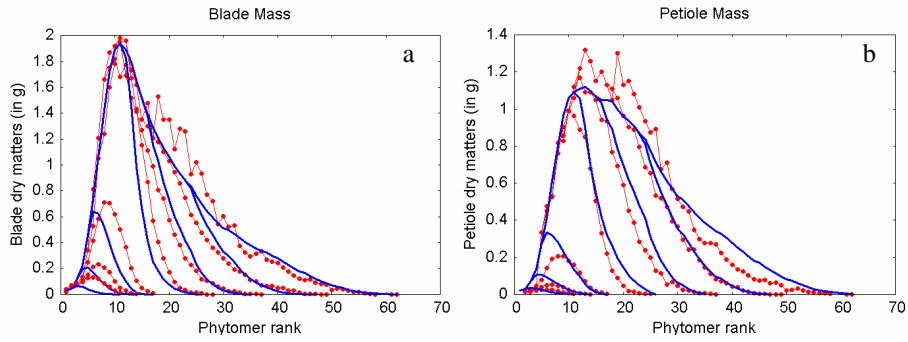 Blade Mass
a
Blade dry matters (in g)
2
1.8
1.6
1.4
1.2
1
0.8
0.6
0.4
0.2
0
0 10 20 30 40 50 60 70
Phytomer rank
Petiole Mass
b
Petiole dry matters (in g)
1.4
1.2
1
0.8
0.6
0.4
0.2
0
0 10 20 30 40 50 60 70
Phytomer rank